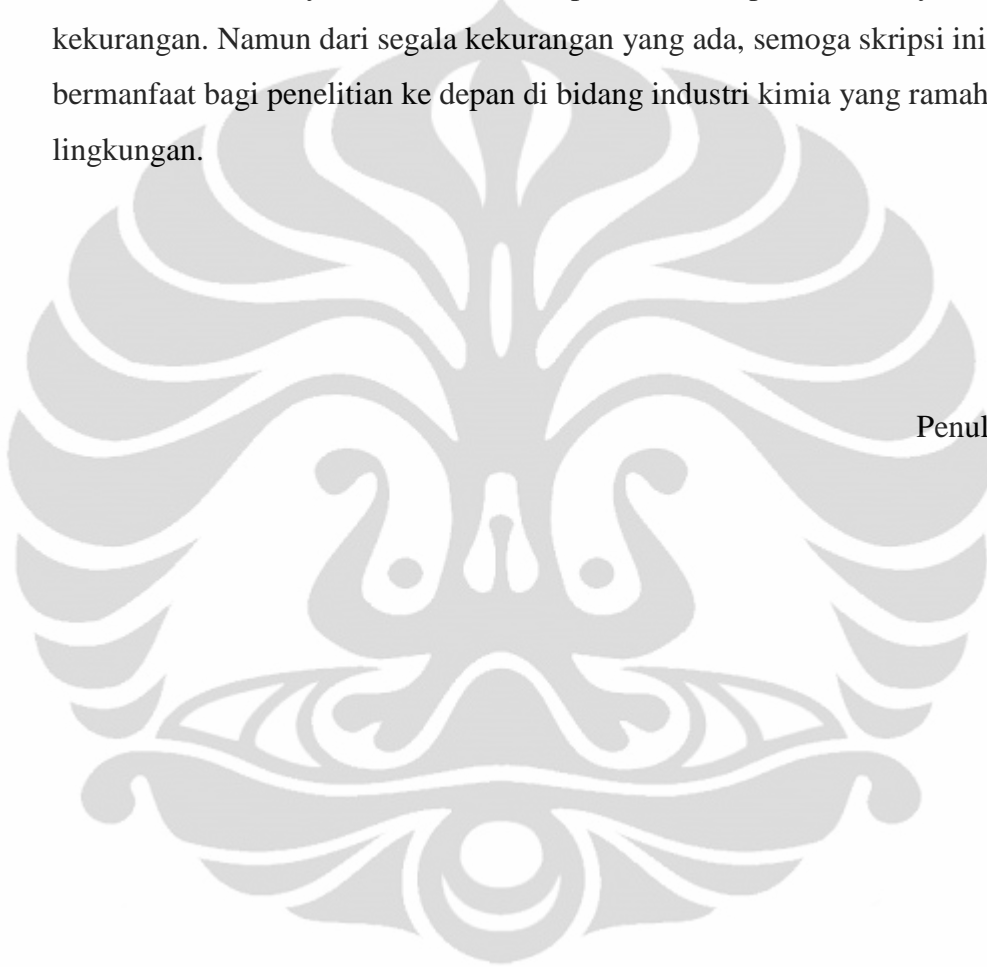 kekurangan. Namun dari segala kekurangan yang ada, semoga skripsi ini
bermanfaat bagi penelitian ke depan di bidang industri kimia yang ramah
lingkungan.
Penul